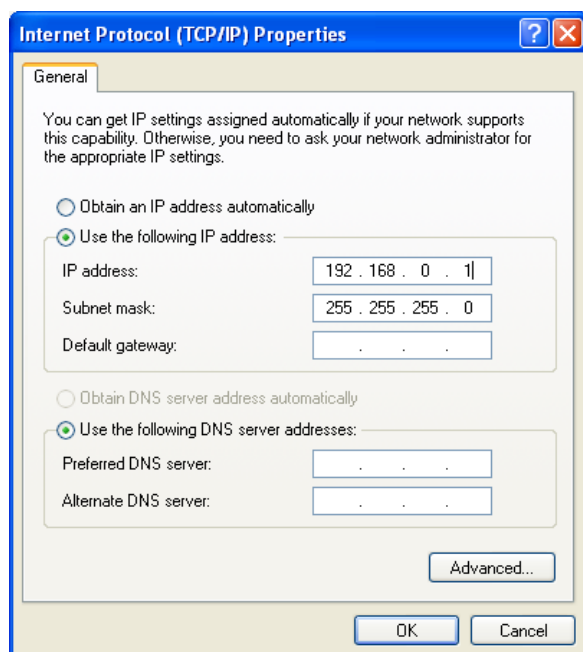 Internet Protocol (TCP/IP) Properties
General
You can get IP settings assigned automatically if your network supports
this capability. Otherwise, you need to ask your network administrator for
the appropriate IP settings.
Obtain an IP address automatically
Use the following IP address:
IP address: 192 . 168 . 0 . 1
Subnet mask: 255 . 255 . 255 . 0
Default gateway: . . .
Obtain DNS server address automatically
Use the following DNS server addresses:
Preferred DNS server: . . .
Alternate DNS server: . . .
Advanced...
OK Cancel